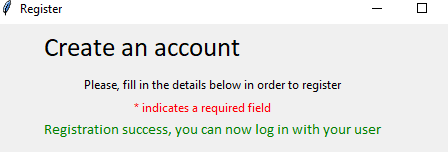 Register
Create an account
Please, fill in the details below in order to register
* indicates a required field
Registration success, you can now log in with your user